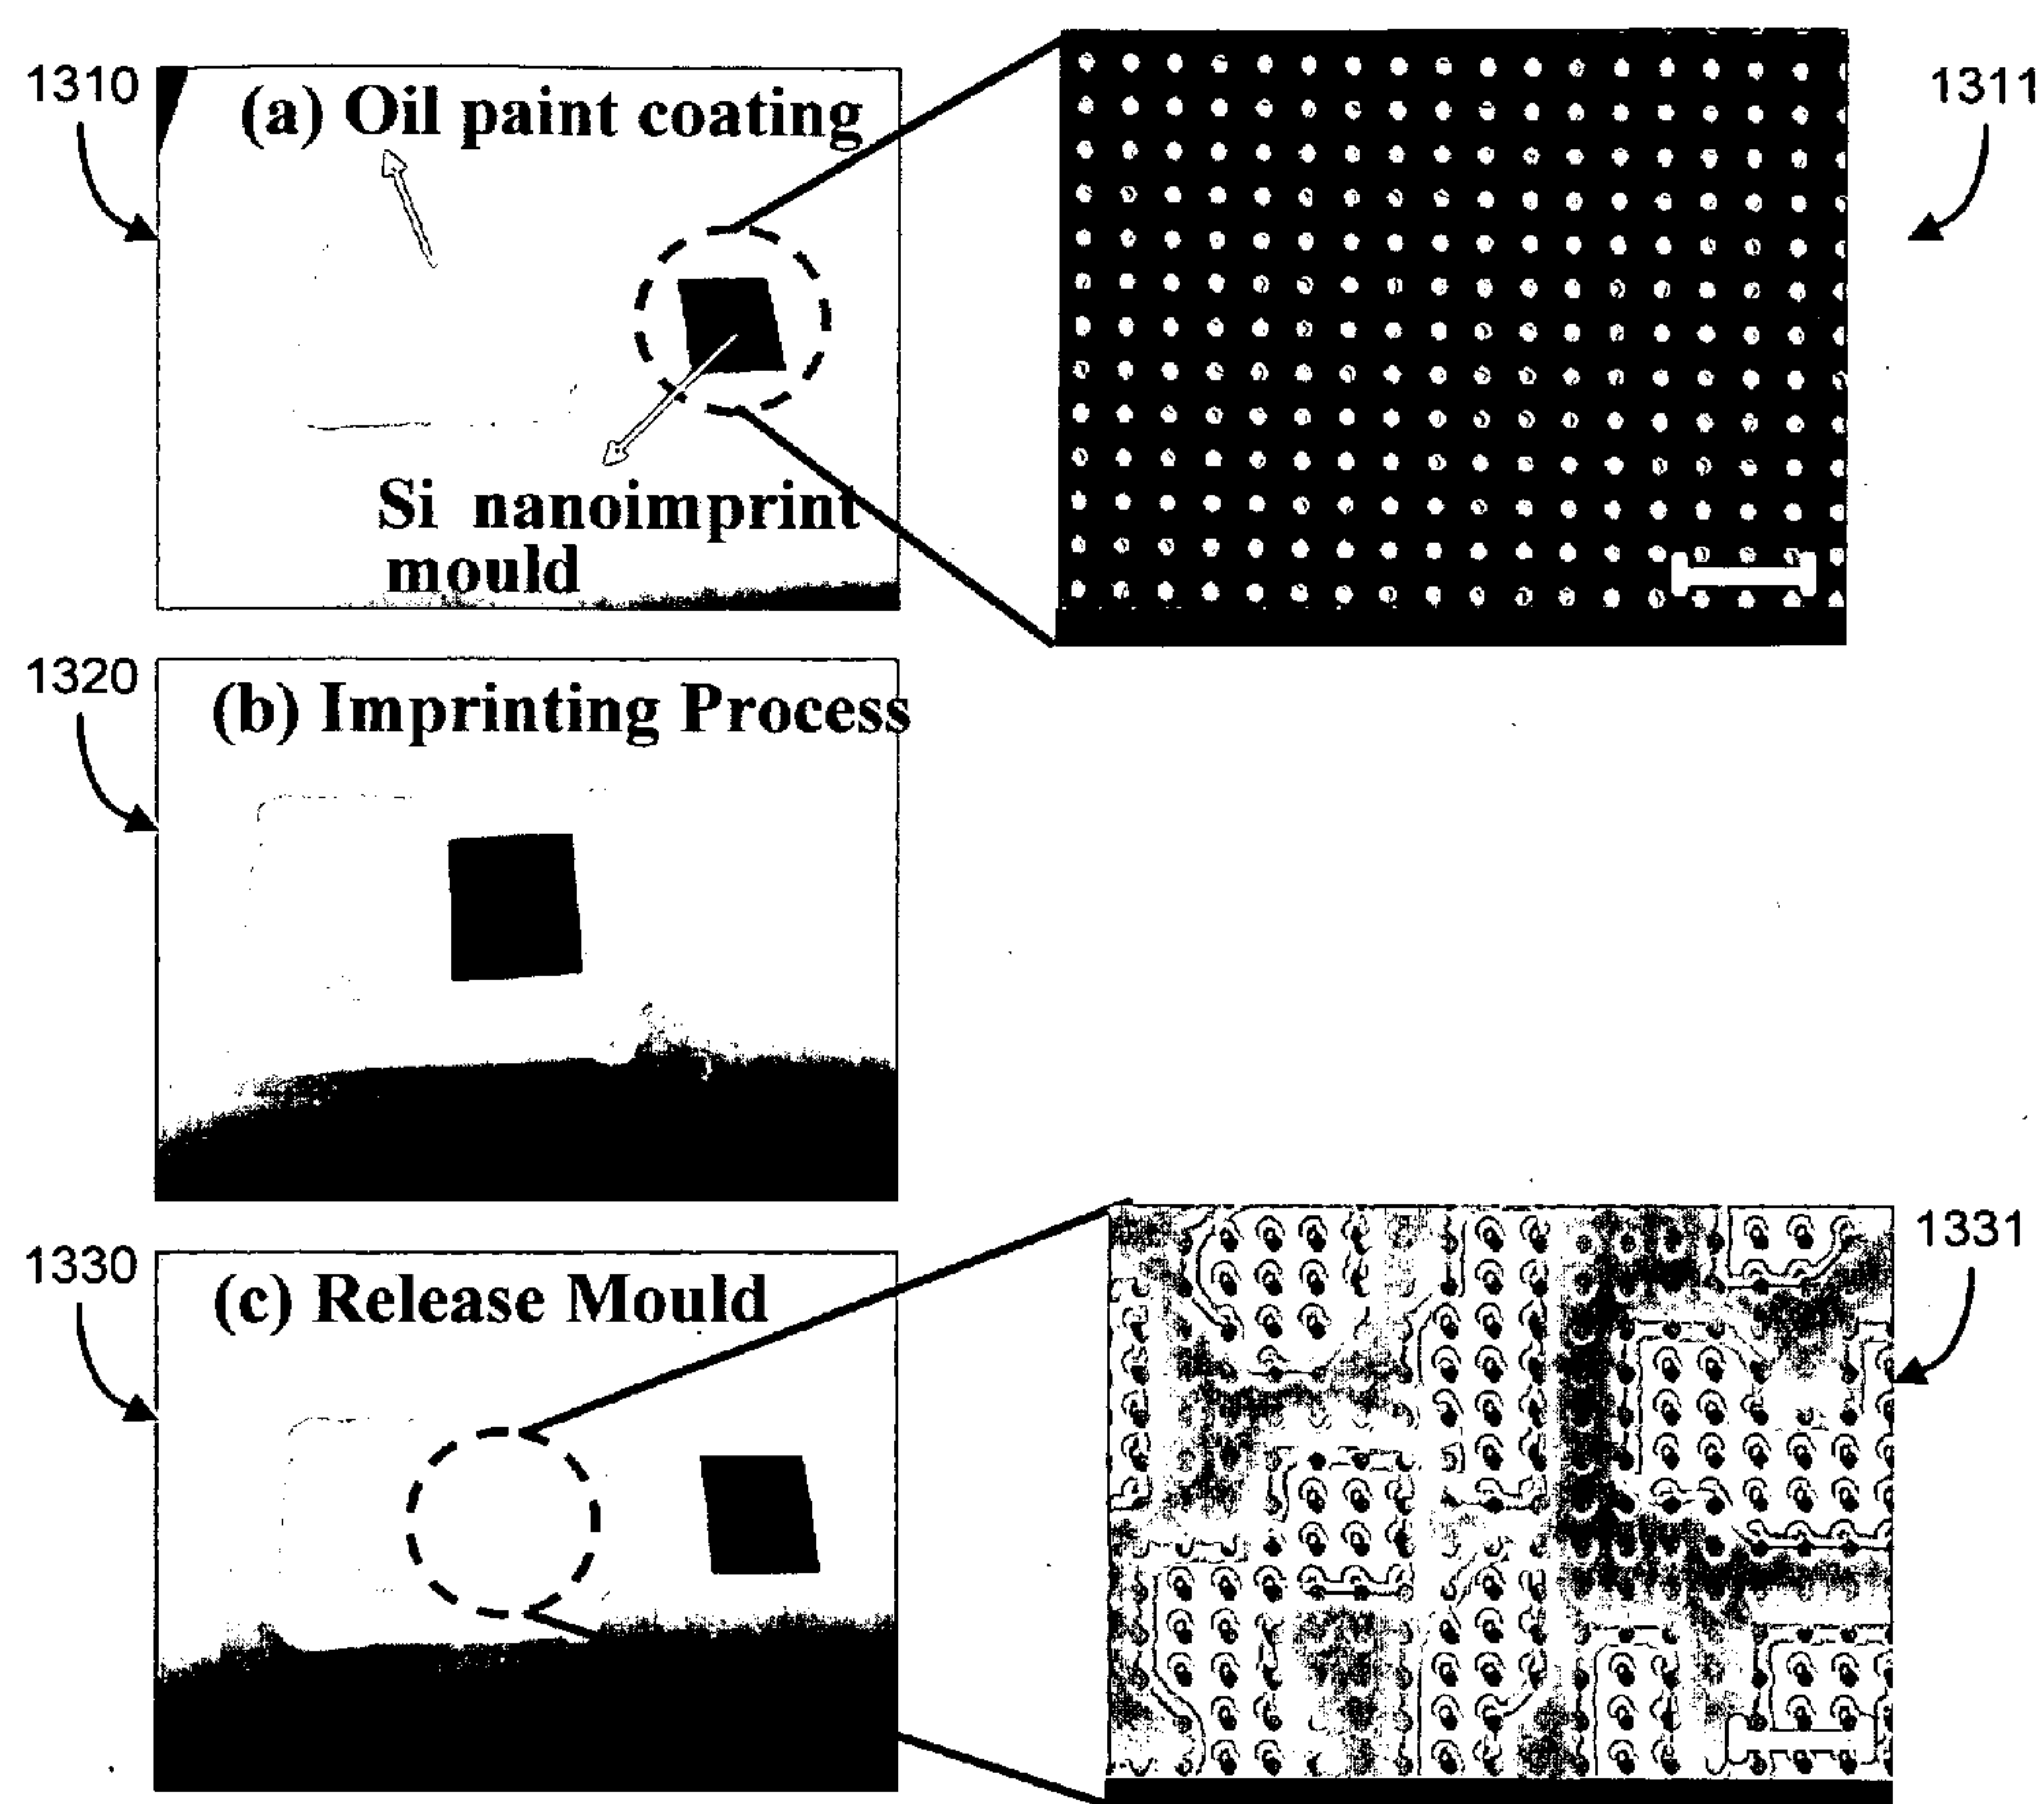 1310
(a) Oil paint coating
1311
Si nanoimprint
mould
1320
(b) Imprinting Process
1330
(c) Release Mould
1331